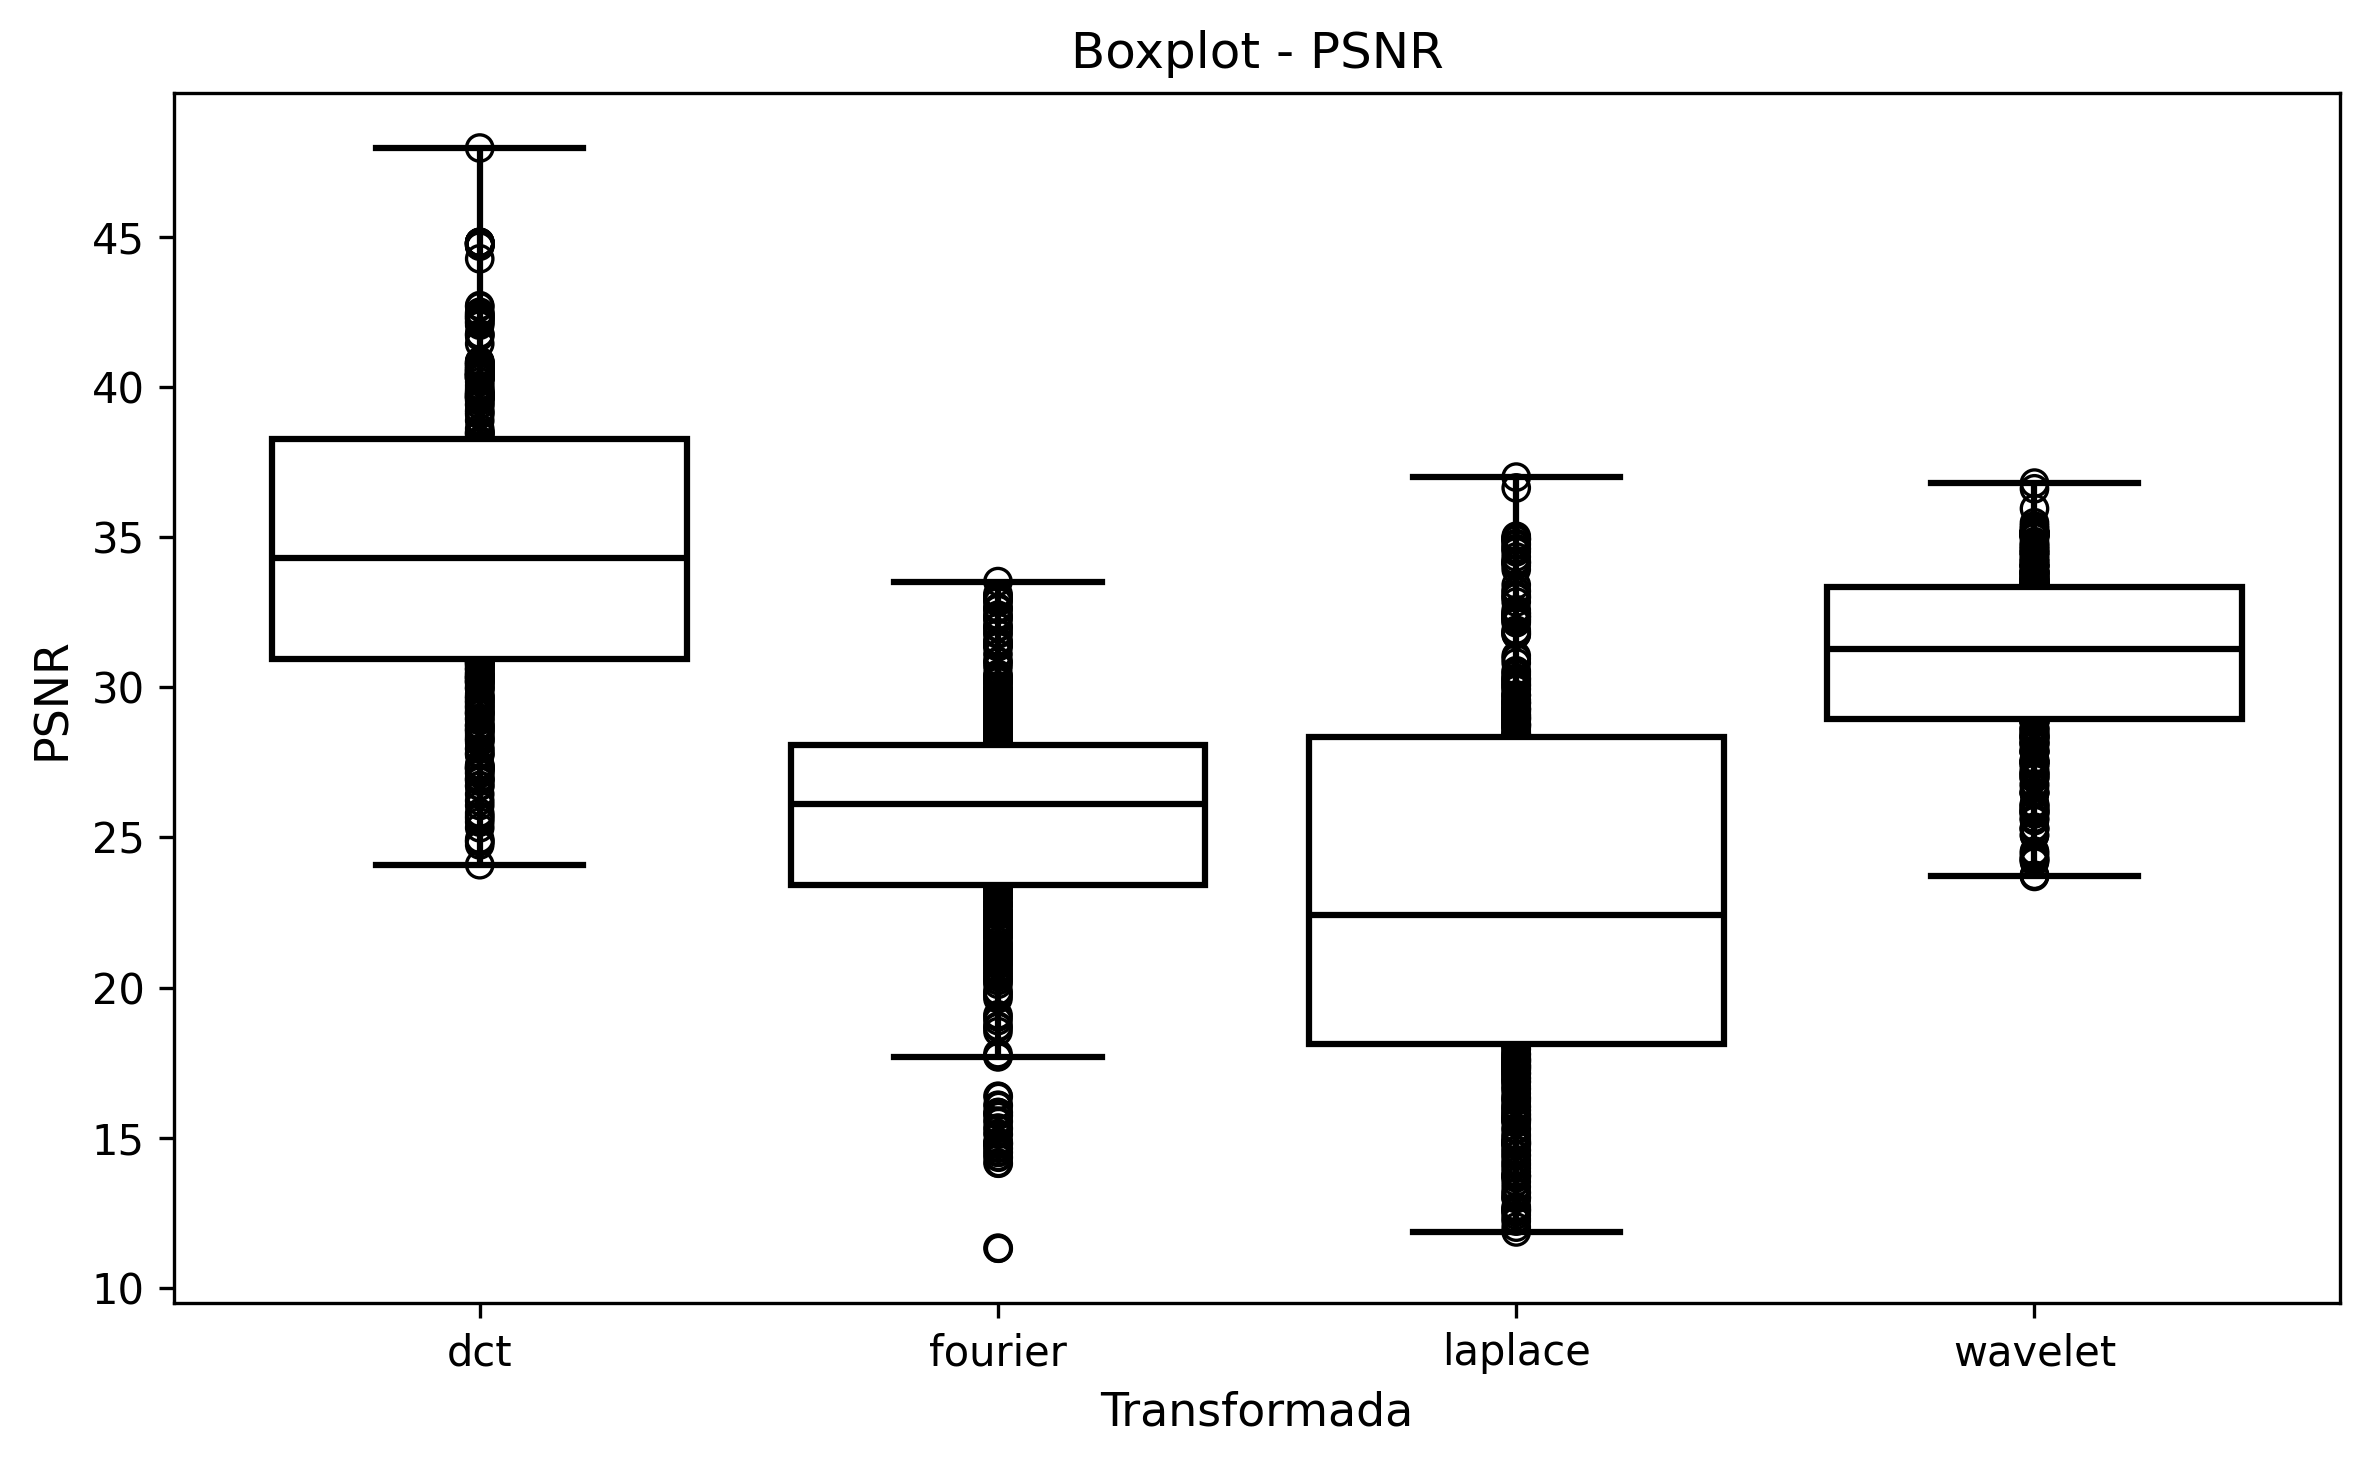 Boxplot - PSNR
PSNR
45
40
35
30
25
20
15
10
dct
fourier
laplace
wavelet
Transformada